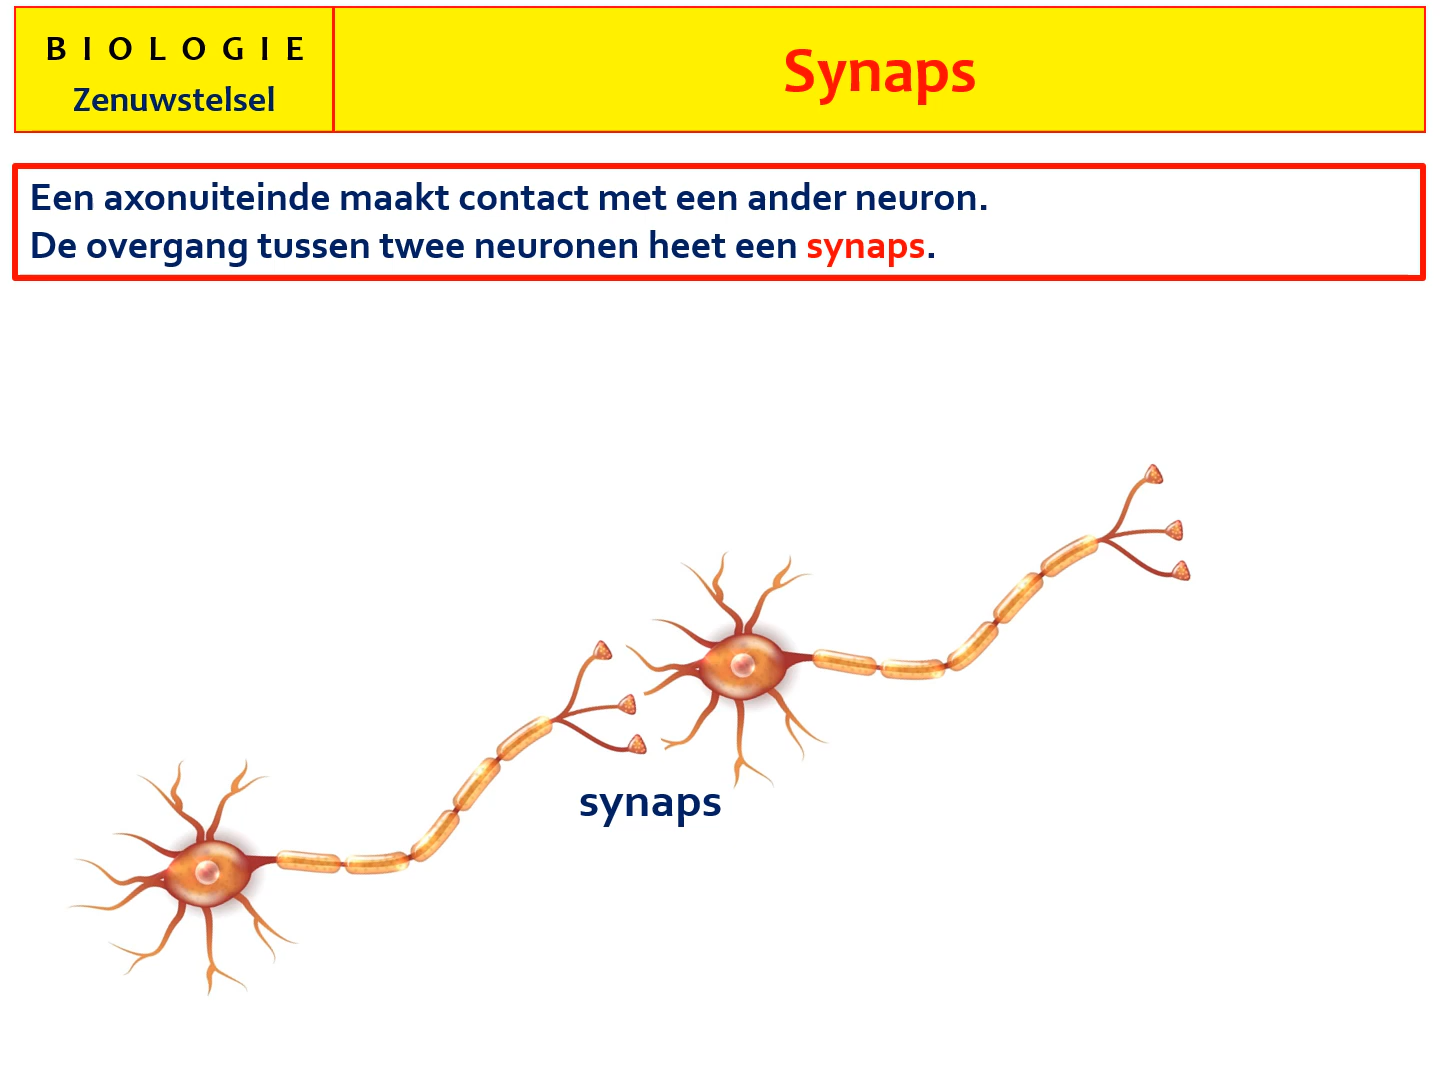 B I O L O G I E
Zenuwstelsel
Synaps
Een axonuiteinde maakt contact met een ander neuron.
De overgang tussen twee neuronen heet een synaps.
synaps